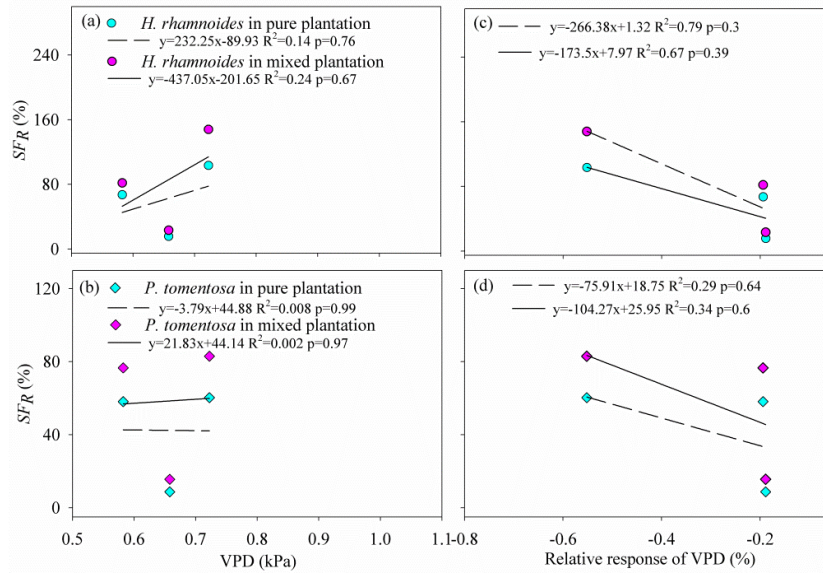 (a)
H. rhamnoides in pure plantation
y=232.25x-89.93 R²=0.14 p=0.76
H. rhamnoides in mixed plantation
y=-437.05x-201.65 R²=0.24 p=0.67
240
160
80
0
SFR (%)
(c)
y=-266.38x+1.32 R²=0.79 p=0.3
y=-173.5x+7.97 R²=0.67 p=0.39
(b)
P. tomentosa in pure plantation
y=-3.79x+44.88 R²=0.008 p=0.99
P. tomentosa in mixed plantation
y=21.83x+44.14 R²=0.002 p=0.97
120
80
40
0
SFR (%)
0.5 0.6 0.7 0.8 0.9 1.0 1.1
VPD (kPa)
(d)
y=-75.91x+18.75 R²=0.29 p=0.64
y=-104.27x+25.95 R²=0.34 p=0.6
-0.8 -0.6 -0.4 -0.2
Relative response of VPD (%)